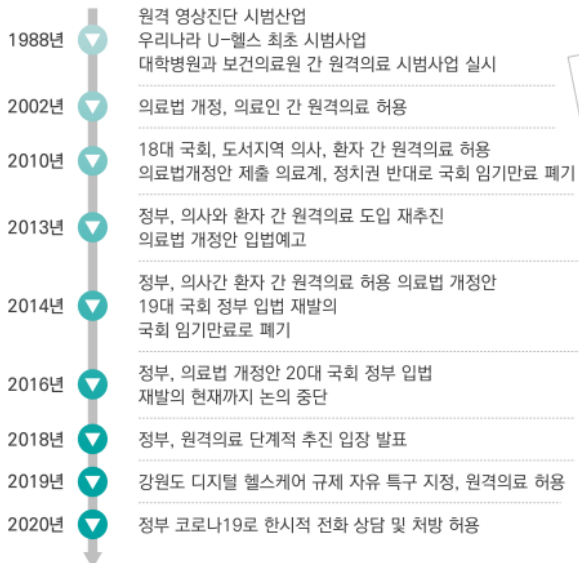 1988년
원격 영상진단 시범산업
우리나라 U-헬스 최초 시범사업
대학병원과 보건의료원 간 원격의료 시범사업 실시
2002년
의료법 개정, 의료인 간 원격의료 허용
2010년
18대 국회, 도서지역 의사, 환자 간 원격의료 허용
의료법개정안 제출 의료계, 정치권 반대로 국회 임기만료 폐기
2013년
정부, 의사와 환자 간 원격의료 도입 재추진
의료법 개정안 입법예고
2014년
정부, 의사간 환자 간 원격의료 허용 의료법 개정안
19대 국회 정부 입법 재발의
국회 임기만료로 폐기
2016년
정부, 의료법 개정안 20대 국회 정부 입법
재발의 현재까지 논의 중단
2018년
정부, 원격의료 단계적 추진 입장 발표
2019년
강원도 디지털 헬스케어 규제 자유 특구 지정, 원격의료 허용
2020년
정부 코로나19로 한시적 전화 상담 및 처방 허용